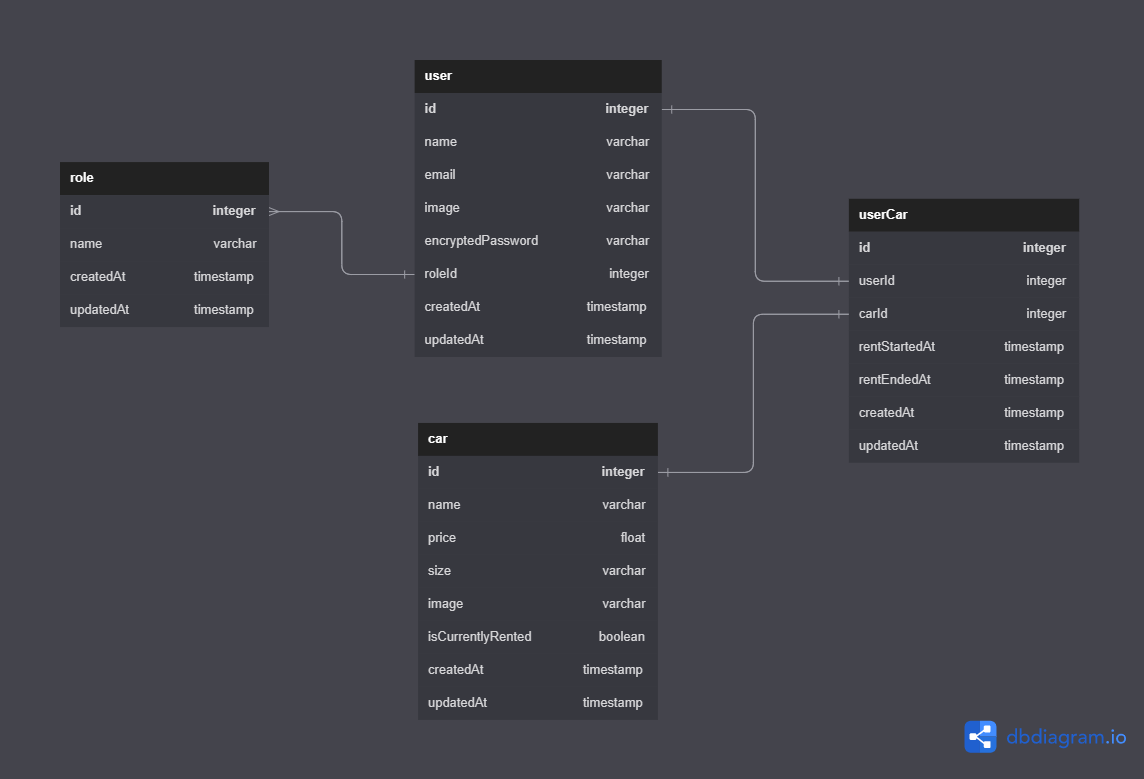 role
id integer
name varchar
createdAt timestamp
updatedAt timestamp
user
id integer
name varchar
email varchar
image varchar
encryptedPassword varchar
roleId integer
createdAt timestamp
updatedAt timestamp
userCar
id integer
userId integer
carId integer
rentStartedAt timestamp
rentEndedAt timestamp
createdAt timestamp
updatedAt timestamp
car
id integer
name varchar
price float
size varchar
image varchar
isCurrentlyRented boolean
createdAt timestamp
updatedAt timestamp
dbdiagram.io